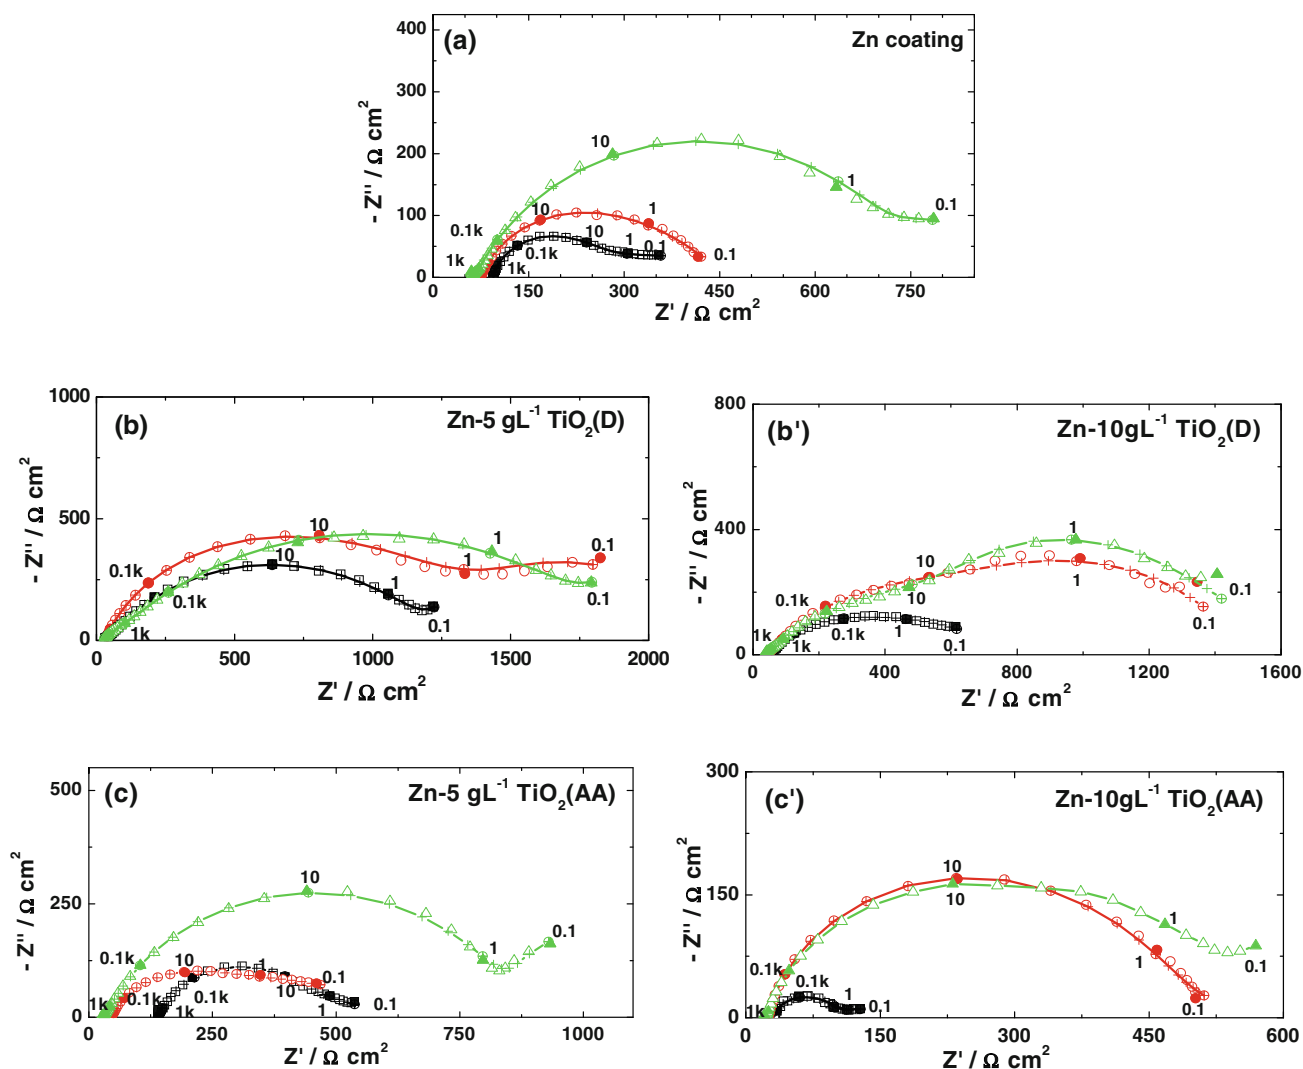 (a)
Zn coating
400
300
200
100
0
- Z'' / Ω cm²
10
1
0.1
0.1k
10
1
1k
10
0.1k
1
0.1
0.1
1k
0 150 300 450 600 750
Z' / Ω cm²
(b)
Zn-5 gL⁻¹ TiO₂(D)
1000
500
0
- Z'' / Ω cm²
10
1
0.1
0.1k
10
1
0.1k
1
1k
0.1
0.1
0 500 1000 1500 2000
Z' / Ω cm²
(b')
Zn-10gL⁻¹ TiO₂(D)
800
400
0
- Z'' / Ω cm²
1
10
10
1
0.1k
0.1
0.1k
1
1k
1k
0.1
0.1
0 400 800 1200 1600
Z' / Ω cm²
(c)
Zn-5 gL⁻¹ TiO₂(AA)
500
250
0
- Z'' / Ω cm²
10
0.1k
1
0.1
10
1
0.1
0.1k
0.1k
10
1k
1k
1
0.1
0 250 500 750 1000
Z' / Ω cm²
(c')
Zn-10gL⁻¹ TiO₂(AA)
300
150
0
- Z'' / Ω cm²
10
10
1
0.1k
1
0.1
0.1k
1
1k
0.1
0.1
0 150 300 450 600
Z' / Ω cm²